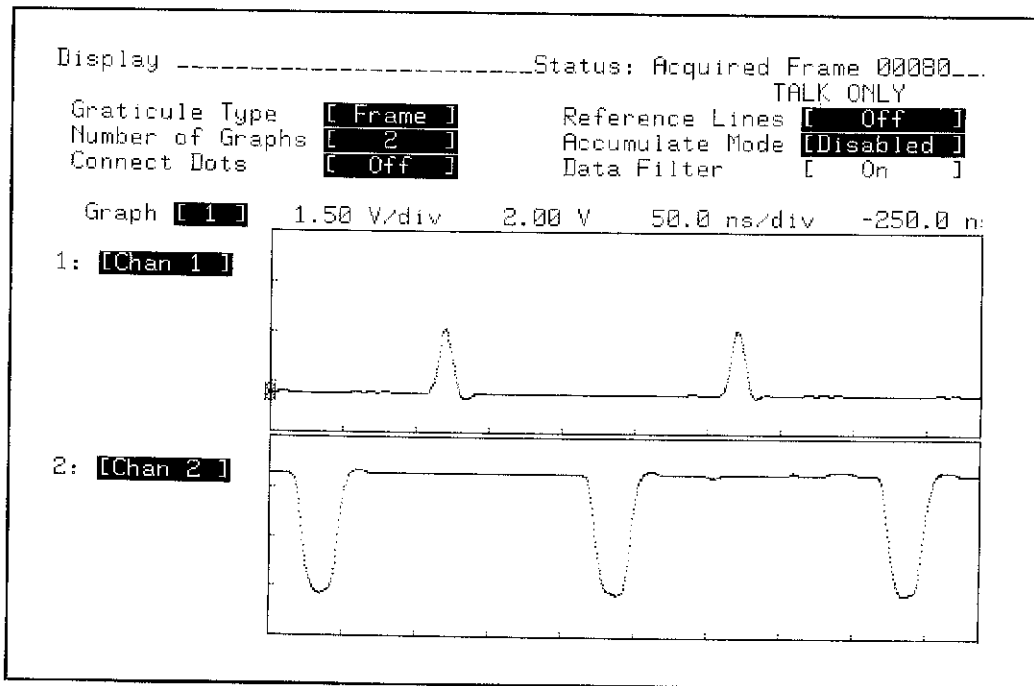 Display ________________________Status: Acquired Frame 00080__.
TALK ONLY
Graticule Type [ Frame ] Reference Lines [ Off ]
Number of Graphs [ 2 ] Accumulate Mode [Disabled ]
Connect Dots [ Off ] Data Filter [ On ]
Graph [ 1 ] 1.50 V/div 2.00 V 50.0 ns/div -250.0 n
1: [Chan 1 ]
2: [Chan 2 ]